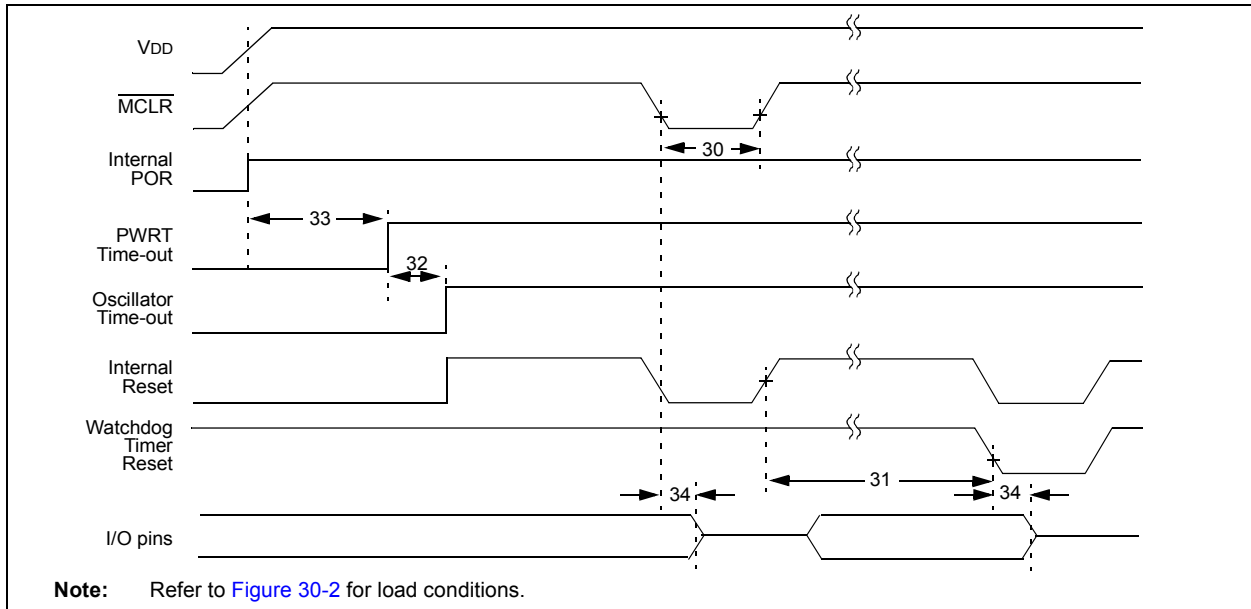 VDD
MCLR
30
Internal
POR
33
PWRT
Time-out
32
Oscillator
Time-out
Internal
Reset
Watchdog
Timer
Reset
31
34
34
I/O pins
Note: Refer to Figure 30-2 for load conditions.